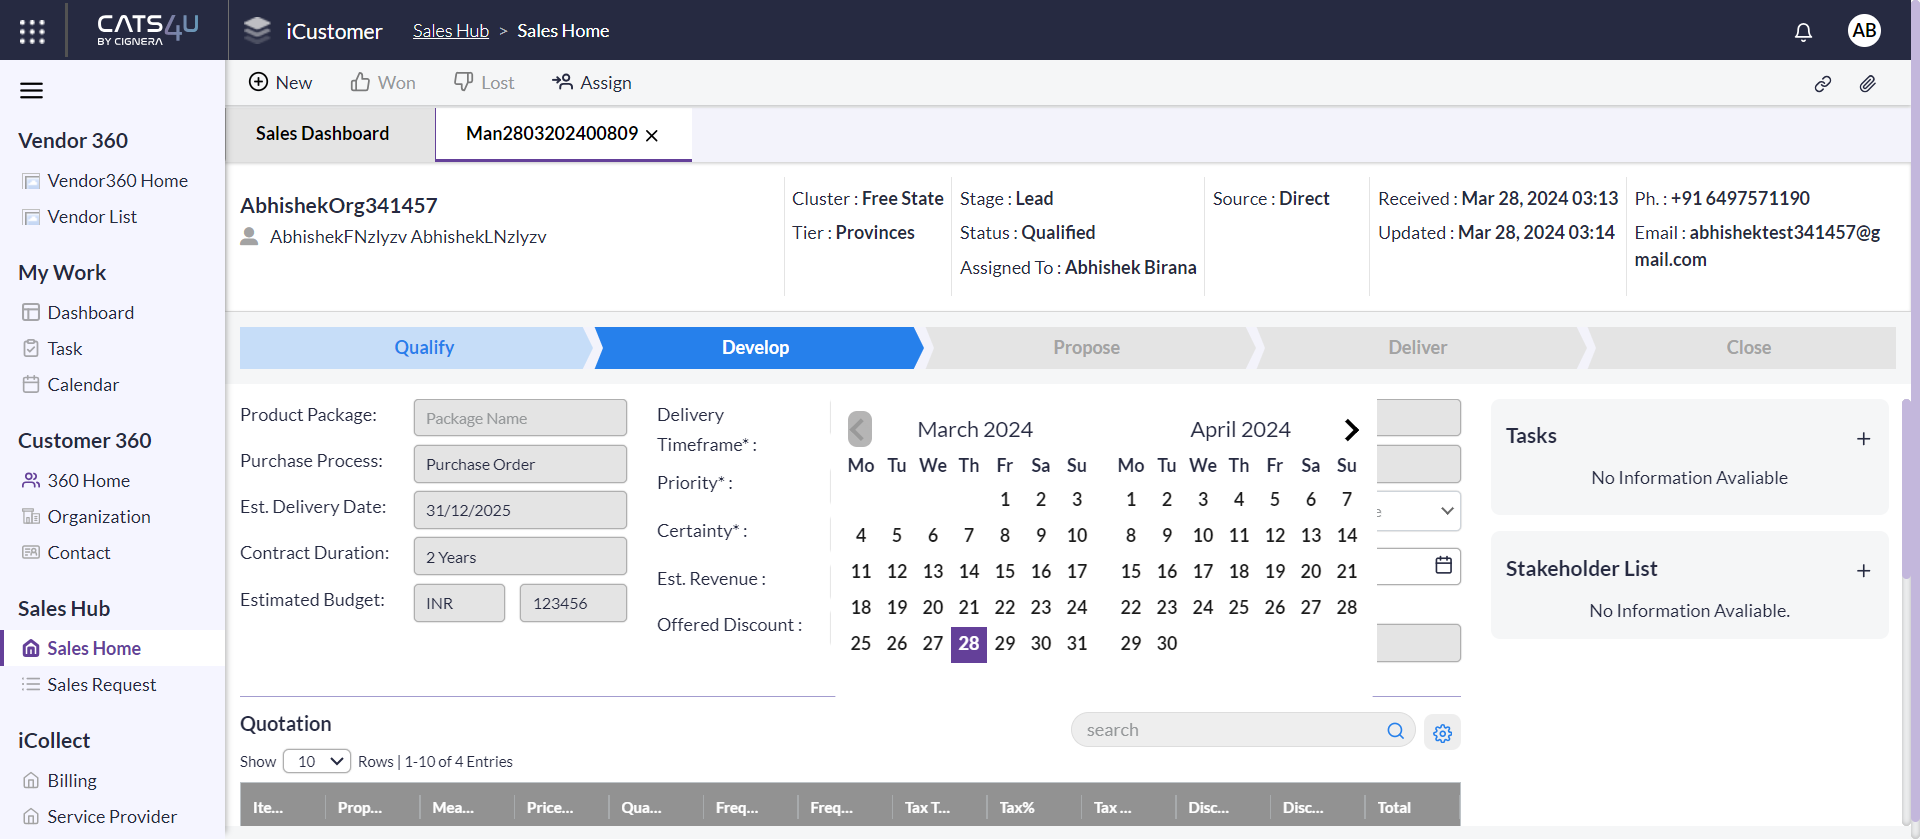 CATS4U
BY CIGNERA
iCustomer
Sales Hub > Sales Home
AB
New
Won
Lost
Assign
Sales Dashboard
Man2803202400809
Vendor 360
Vendor360 Home
Vendor List
My Work
Dashboard
Task
Calendar
Customer 360
360 Home
Organization
Contact
Sales Hub
Sales Home
Sales Request
iCollect
Billing
Service Provider
AbhishekOrg341457
AbhishekFNzlyzv AbhishekLNzlyzv
Cluster : Free State
Tier : Provinces
Stage : Lead
Status : Qualified
Assigned To : Abhishek Birana
Source : Direct
Received : Mar 28, 2024 03:13
Updated : Mar 28, 2024 03:14
Ph. : +91 6497571190
Email : abhishektest341457@g
mail.com
Qualify
Develop
Propose
Deliver
Close
Product Package:
Package Name
Purchase Process:
Purchase Order
Est. Delivery Date:
31/12/2025
Contract Duration:
2 Years
Estimated Budget:
INR
123456
Delivery
Timeframe* :
Priority* :
Certainty* :
Est. Revenue :
Offered Discount :
March 2024
Mo Tu We Th Fr Sa Su
1 2 3
4 5 6 7 8 9 10
11 12 13 14 15 16 17
18 19 20 21 22 23 24
25 26 27 28 29 30 31
April 2024
Mo Tu We Th Fr Sa Su
1 2 3 4 5 6 7
8 9 10 11 12 13 14
15 16 17 18 19 20 21
22 23 24 25 26 27 28
29 30
Tasks
No Information Avaliable
Stakeholder List
No Information Avaliable.
Quotation
search
Show 10 Rows | 1-10 of 4 Entries
Ite... Prop... Mea... Price... Qua... Freq... Freq... Tax T... Tax% Tax ... Disc... Disc... Total